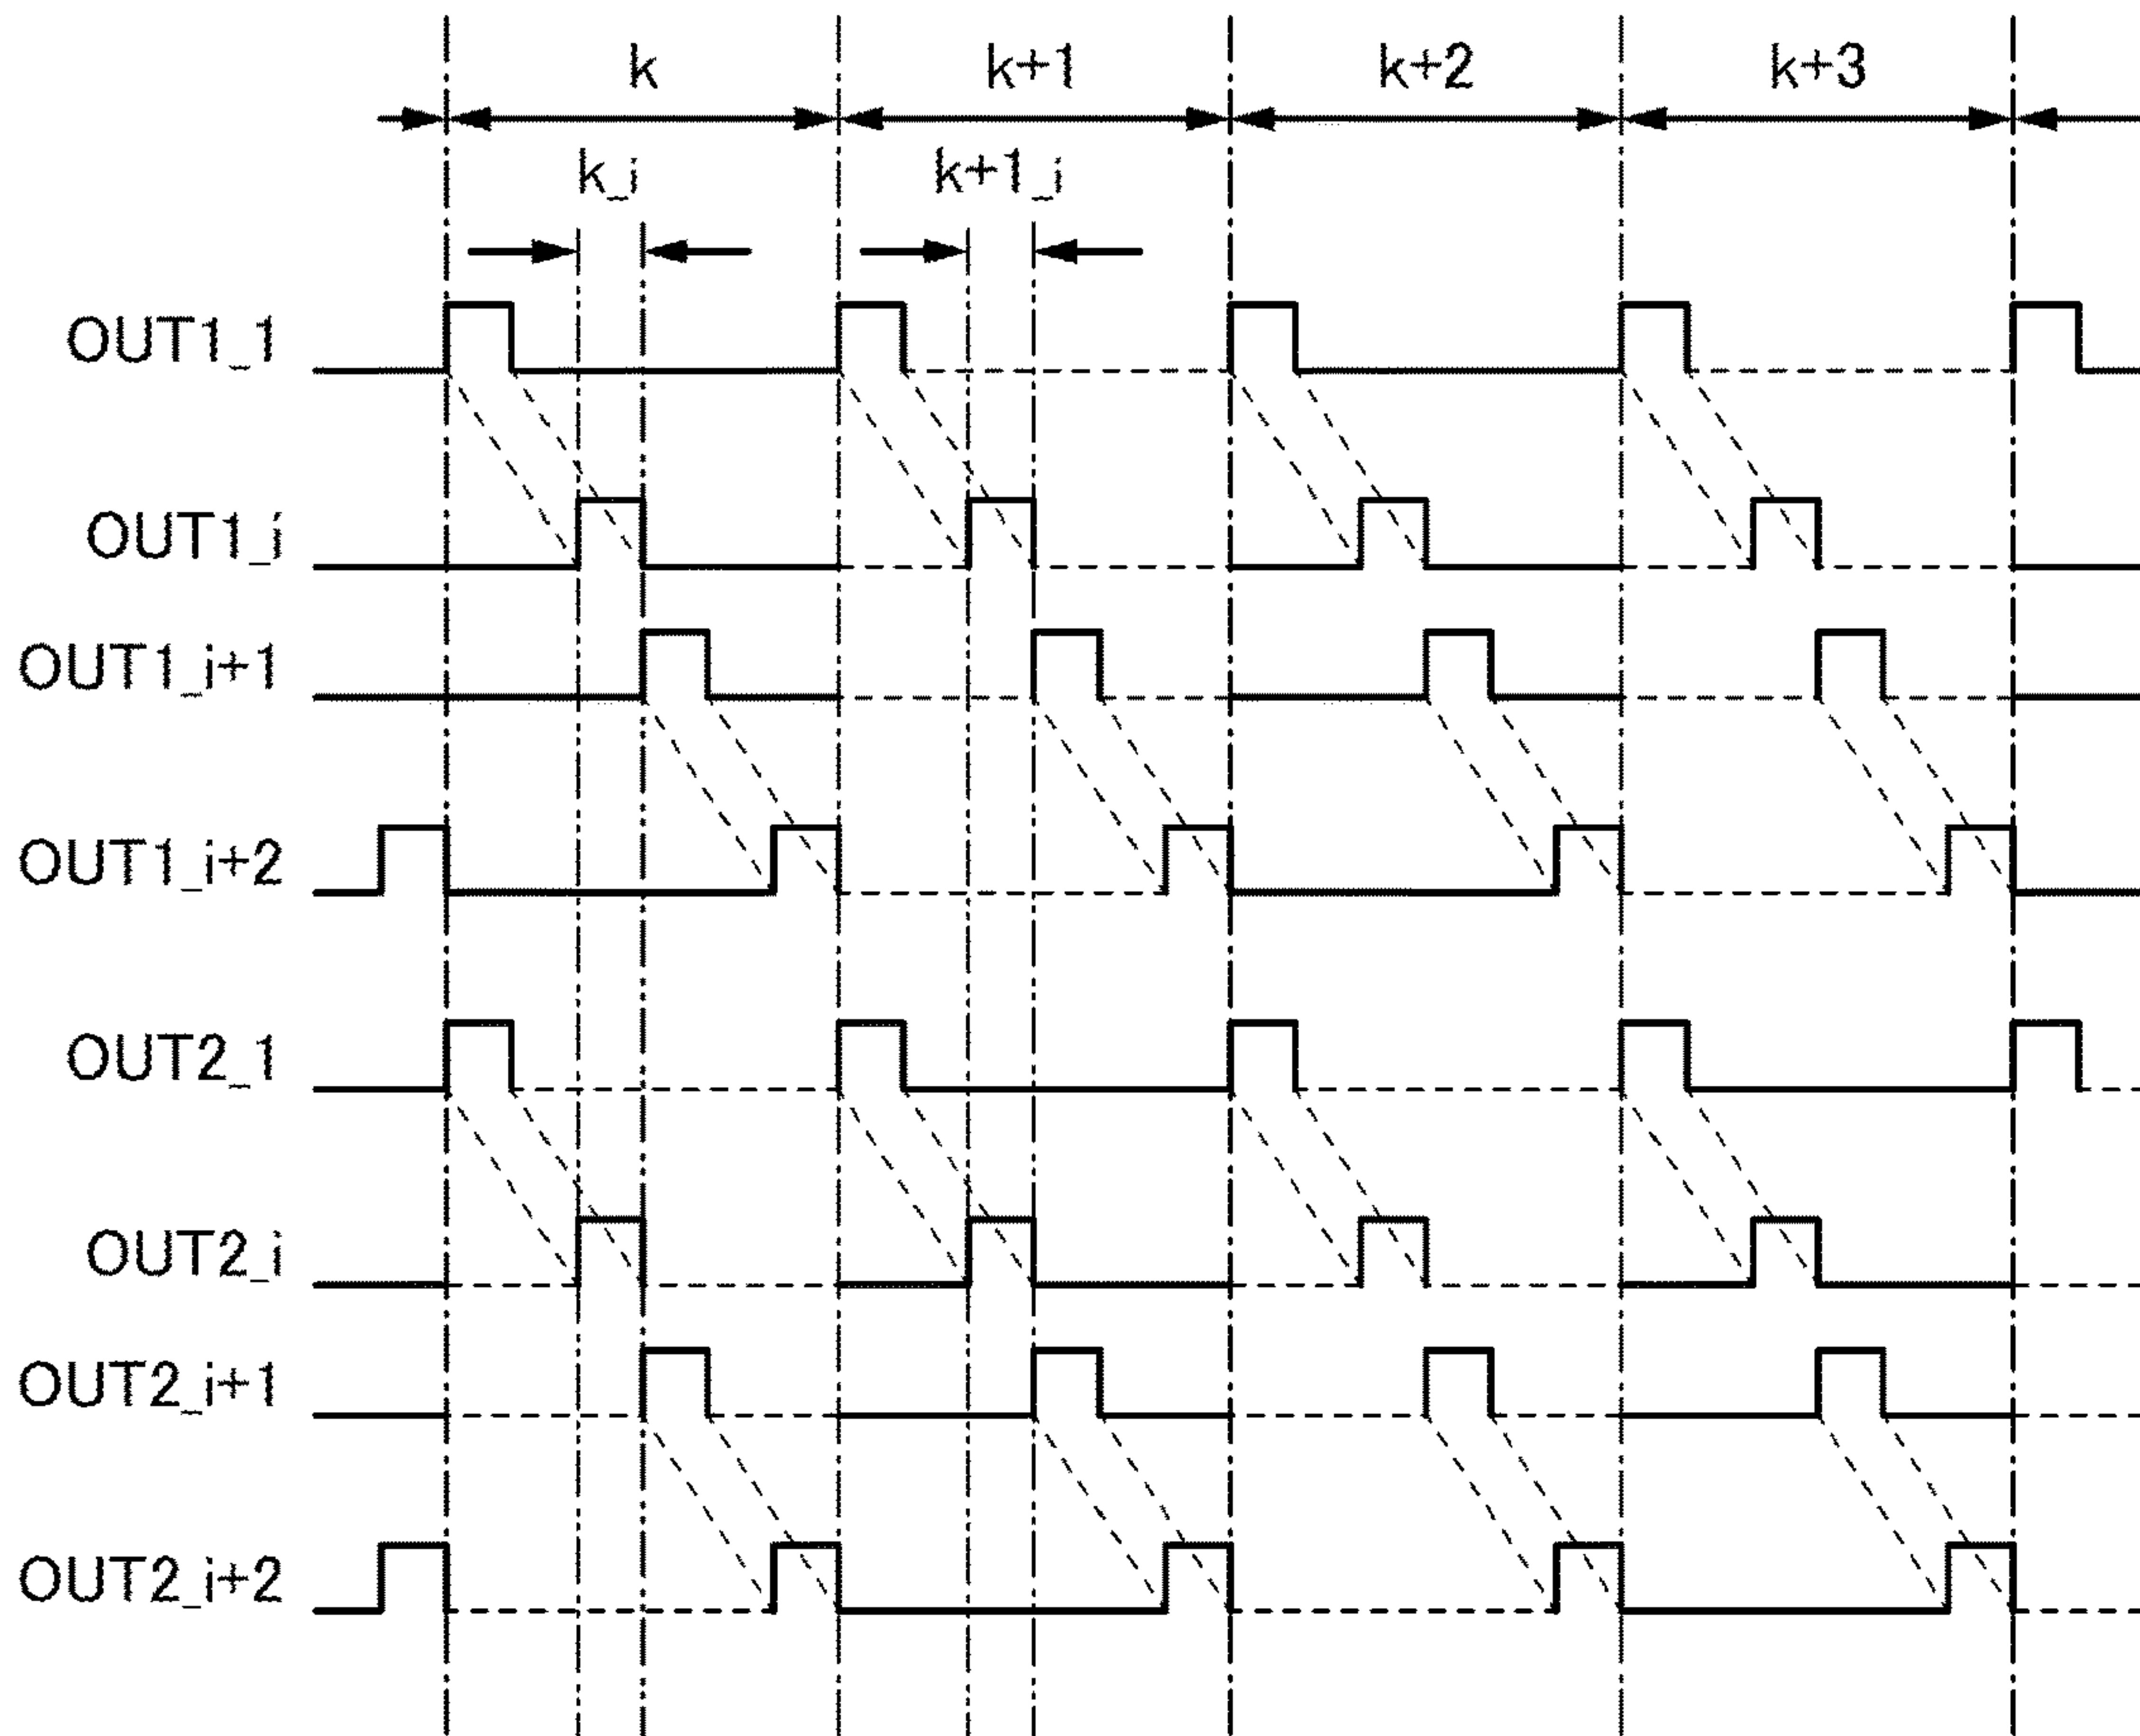 k k+1 k+2 k+3
k_i k+1_i
OUT1_1
OUT1_i
OUT1_i+1
OUT1_i+2
OUT2_1
OUT2_i
OUT2_i+1
OUT2_i+2